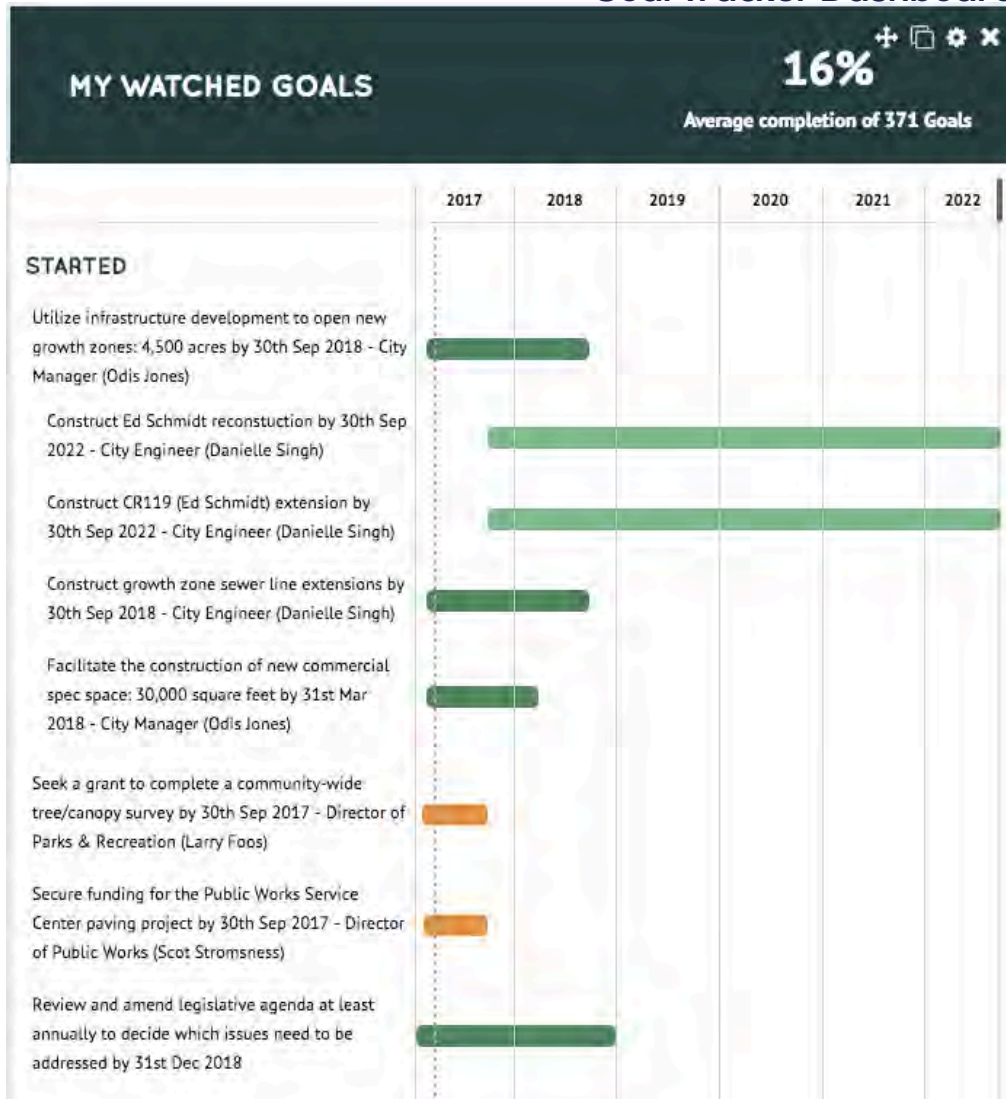 MY WATCHED GOALS
16%
Average completion of 371 Goals
2017 2018 2019 2020 2021 2022
STARTED
Utilize infrastructure development to open new
growth zones: 4,500 acres by 30th Sep 2018 - City
Manager (Odis Jones)
Construct Ed Schmidt reconstuction by 30th Sep
2022 - City Engineer (Danielle Singh)
Construct CR119 (Ed Schmidt) extension by
30th Sep 2022 - City Engineer (Danielle Singh)
Construct growth zone sewer line extensions by
30th Sep 2018 - City Engineer (Danielle Singh)
Facilitate the construction of new commercial
spec space: 30,000 square feet by 31st Mar
2018 - City Manager (Odis Jones)
Seek a grant to complete a community-wide
tree/canopy survey by 30th Sep 2017 - Director of
Parks & Recreation (Larry Foos)
Secure funding for the Public Works Service
Center paving project by 30th Sep 2017 - Director
of Public Works (Scot Stromsness)
Review and amend legislative agenda at least
annually to decide which issues need to be
addressed by 31st Dec 2018